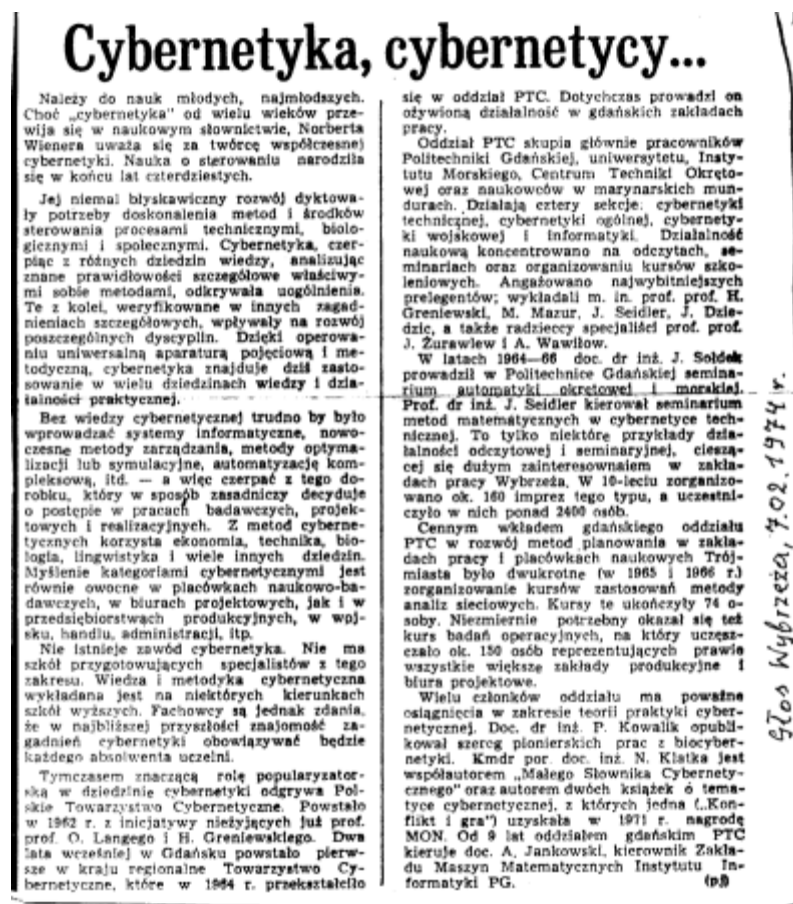 Cybernetyka, cybernetycy...
Należy do nauk młodych, najmłodszych.
Choć „cybernetyka" od wielu wieków prze-
wija się w naukowym słownictwie, Norberta
Wienera uważa się za twórcę współczesnej
cybernetyki. Nauka o sterowaniu narodziła
się w końcu lat czterdziestych.
Jej niemal błyskawiczny rozwój dyktowa-
ły potrzeby doskonalenia metod i środków
sterowania procesami technicznymi, biolo-
gicznymi i społecznymi. Cybernetyka, czer-
piąc z różnych dziedzin wiedzy, analizując
znane prawidłowości szczegółowe właściwy-
mi sobie metodami, odkrywała uogólnienia.
Te z kolei, weryfikowane w innych zagad-
nieniach szczegółowych, wpływały na rozwój
poszczególnych dyscyplin. Dzięki operowa-
niu uniwersalną aparaturą pojęciową i me-
todyczną, cybernetyka znajduje dziś zasto-
sowanie w wielu dziedzinach wiedzy i dzia-
łalności praktycznej.
Bez wiedzy cybernetycznej trudno by było
wprowadzać systemy informatyczne, nowo-
czesne metody zarządzania, metody optyma-
lizacji lub symulacyjne, automatyzację kom-
pleksową, itd. — a więc czerpać z tego do-
robku, który w sposób zasadniczy decyduje
o postępie w pracach badawczych, projek-
towych i realizacyjnych. Z metod cyberne-
tycznych korzysta ekonomia, technika, bio-
logia, lingwistyka i wiele innych dziedzin.
Myślenie kategoriami cybernetycznymi jest
równie owocne w placówkach naukowo-ba-
dawczych, w biurach projektowych, jak i w
przedsiębiorstwach produkcyjnych, w woj-
sku, handlu, administracji, itp.
Nie istnieje zawód cybernetyka. Nie ma
szkół przygotowujących specjalistów z tego
zakresu. Wiedza i metodyka cybernetyczna
wykładana jest na niektórych kierunkach
szkół wyższych. Fachowcy są jednak zdania,
że w najbliższej przyszłości znajomość za-
gadnień cybernetyki obowiązywać będzie
każdego absolwenta uczelni.
Tymczasem znaczącą rolę popularyzator-
ską w dziedzinie cybernetyki odgrywa Pol-
skie Towarzystwo Cybernetyczne. Powstało
w 1962 r. z inicjatywy nieżyjących już prof.
prof. O. Langego i H. Greniewskiego. Dwa
lata wcześniej w Gdańsku powstało pierw-
sze w kraju regionalne Towarzystwo Cy-
bernetyczne, które w 1964 r. przekształciło
się w oddział PTC. Dotychczas prowadzi on
ożywioną działalność w gdańskich zakładach
pracy.
Oddział PTC skupia głównie pracowników
Politechniki Gdańskiej, uniwersytetu, Insty-
tutu Morskiego, Centrum Techniki Okręto-
wej oraz naukowców w marynarskich mun-
durach. Działają cztery sekcje: cybernetyki
technicznej, cybernetyki ogólnej, cybernety-
ki wojskowej i informatyki. Działalność
naukową koncentrowano na odczytach, se-
minariach oraz organizowaniu kursów szko-
leniowych. Angażowano najwybitniejszych
prelegentów; wykładali m. in. prof. prof. H.
Greniewski, M. Mazur, J. Seidler, J. Dzie-
dzic, a także radzieccy specjaliści prof. prof.
J. Żurawlew i A. Wawiłow.
W latach 1964—66 doc. dr inż. J. Sołdek
prowadził w Politechnice Gdańskiej semina-
rium automatyki okrętowej i morskiej.
Prof. dr inż. J. Seidler kierował seminarium
metod matematycznych w cybernetyce tech-
nicznej. To tylko niektóre przykłady dzia-
łalności odczytowej i seminaryjnej, cieszą-
cej się dużym zainteresownaiem w zakła-
dach pracy Wybrzeża. W 10-leciu zorganizo-
wano ok. 160 imprez tego typu, a uczestni-
czyło w nich ponad 2400 osób.
Cennym wkładem gdańskiego oddziału
PTC w rozwój metod planowania w zakła-
dach pracy i placówkach naukowych Trój-
miasta było dwukrotne (w 1965 i 1966 r.)
zorganizowanie kursów zastosowań metody
analiz sieciowych. Kursy te ukończyły 74 o-
soby. Niezmiernie potrzebny okazał się też
kurs badań operacyjnych, na który uczęsz-
czało ok. 150 osób reprezentujących prawie
wszystkie większe zakłady produkcyjne i
biura projektowe.
Wielu członków oddziału ma poważne
osiągnięcia w zakresie teorii praktyki cyber-
netycznej. Doc. dr inż. P. Kowalik opubli-
kował szereg pionierskich prac z biocyber-
netyki. Kmdr por. doc. inż. N. Klatka jest
współautorem „Małego Słownika Cybernety-
cznego" oraz autorem dwóch książek o tema-
tyce cybernetycznej, z których jedna („Kon-
flikt i gra") uzyskała w 1971 r. nagrodę
MON. Od 9 lat oddziałem gdańskim PTC
kieruje doc. A. Jankowski, kierownik Zakła-
du Maszyn Matematycznych Instytutu In-
formatyki PG.
Głos Wybrzeża, 7.02.1974 r.